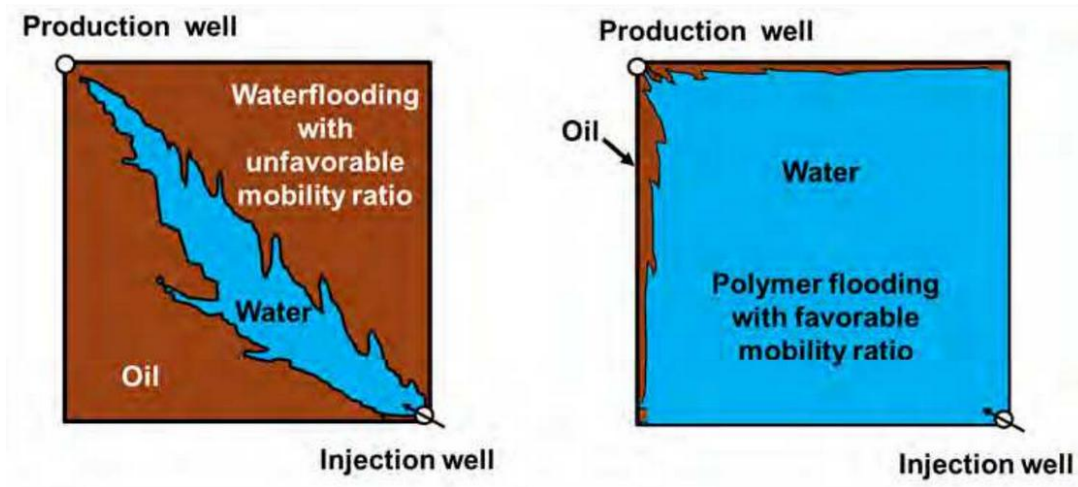 Production well
Waterflooding
with
unfavorable
mobility ratio
Water
Oil
Injection well
Production well
Oil
Water
Polymer flooding
with favorable
mobility ratio
Injection well